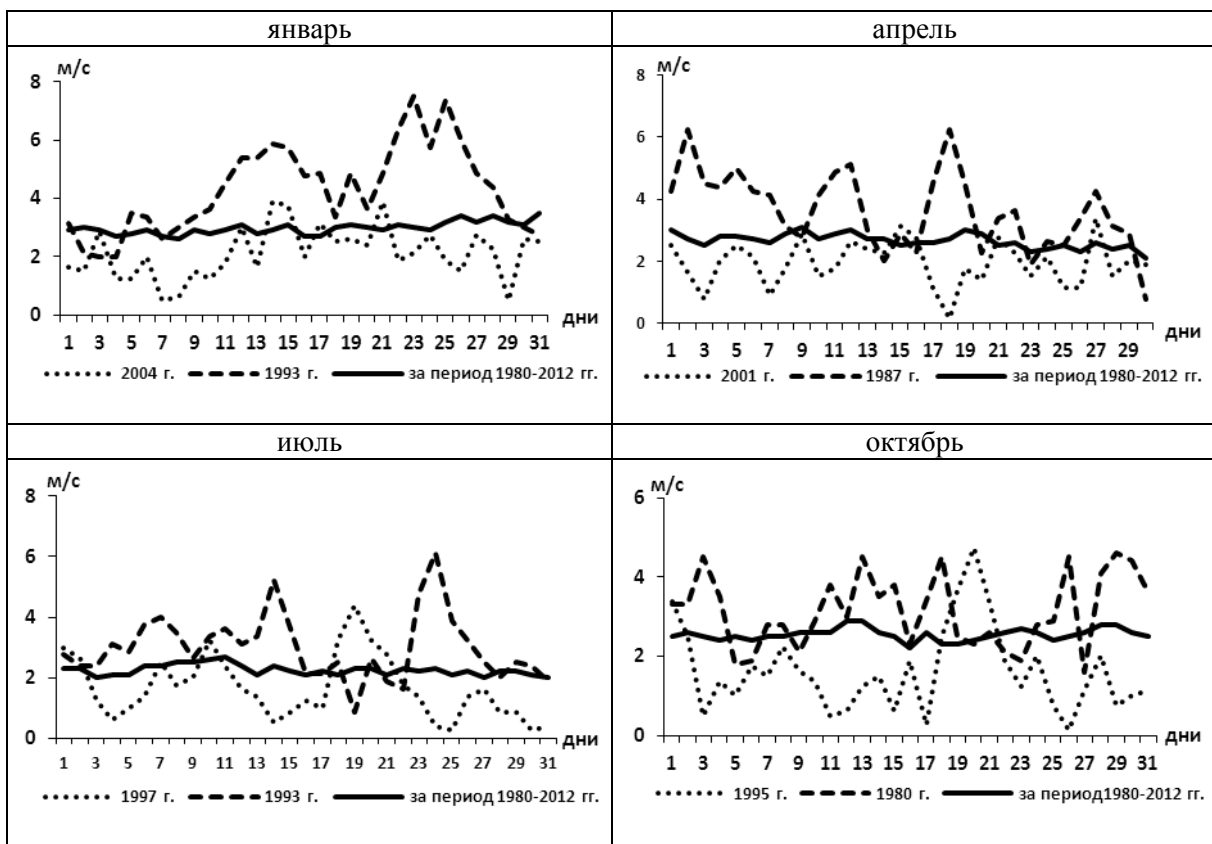 январь
апрель
м/с
8
6
4
2
0
1 3 5 7 9 11 13 15 17 19 21 23 25 27 29 31
дни
2004 г. 1993 г. за период 1980-2012 гг.
м/с
8
6
4
2
0
1 3 5 7 9 11 13 15 17 19 21 23 25 27 29
дни
2001 г. 1987 г. за период 1980-2012 гг.
июль
октябрь
м/с
8
6
4
2
0
1 3 5 7 9 11 13 15 17 19 21 23 25 27 29 31
дни
1997 г. 1993 г. за период 1980-2012 гг.
м/с
6
4
2
0
1 3 5 7 9 11 13 15 17 19 21 23 25 27 29 31
дни
1995 г. 1980 г. за период1980-2012 гг.